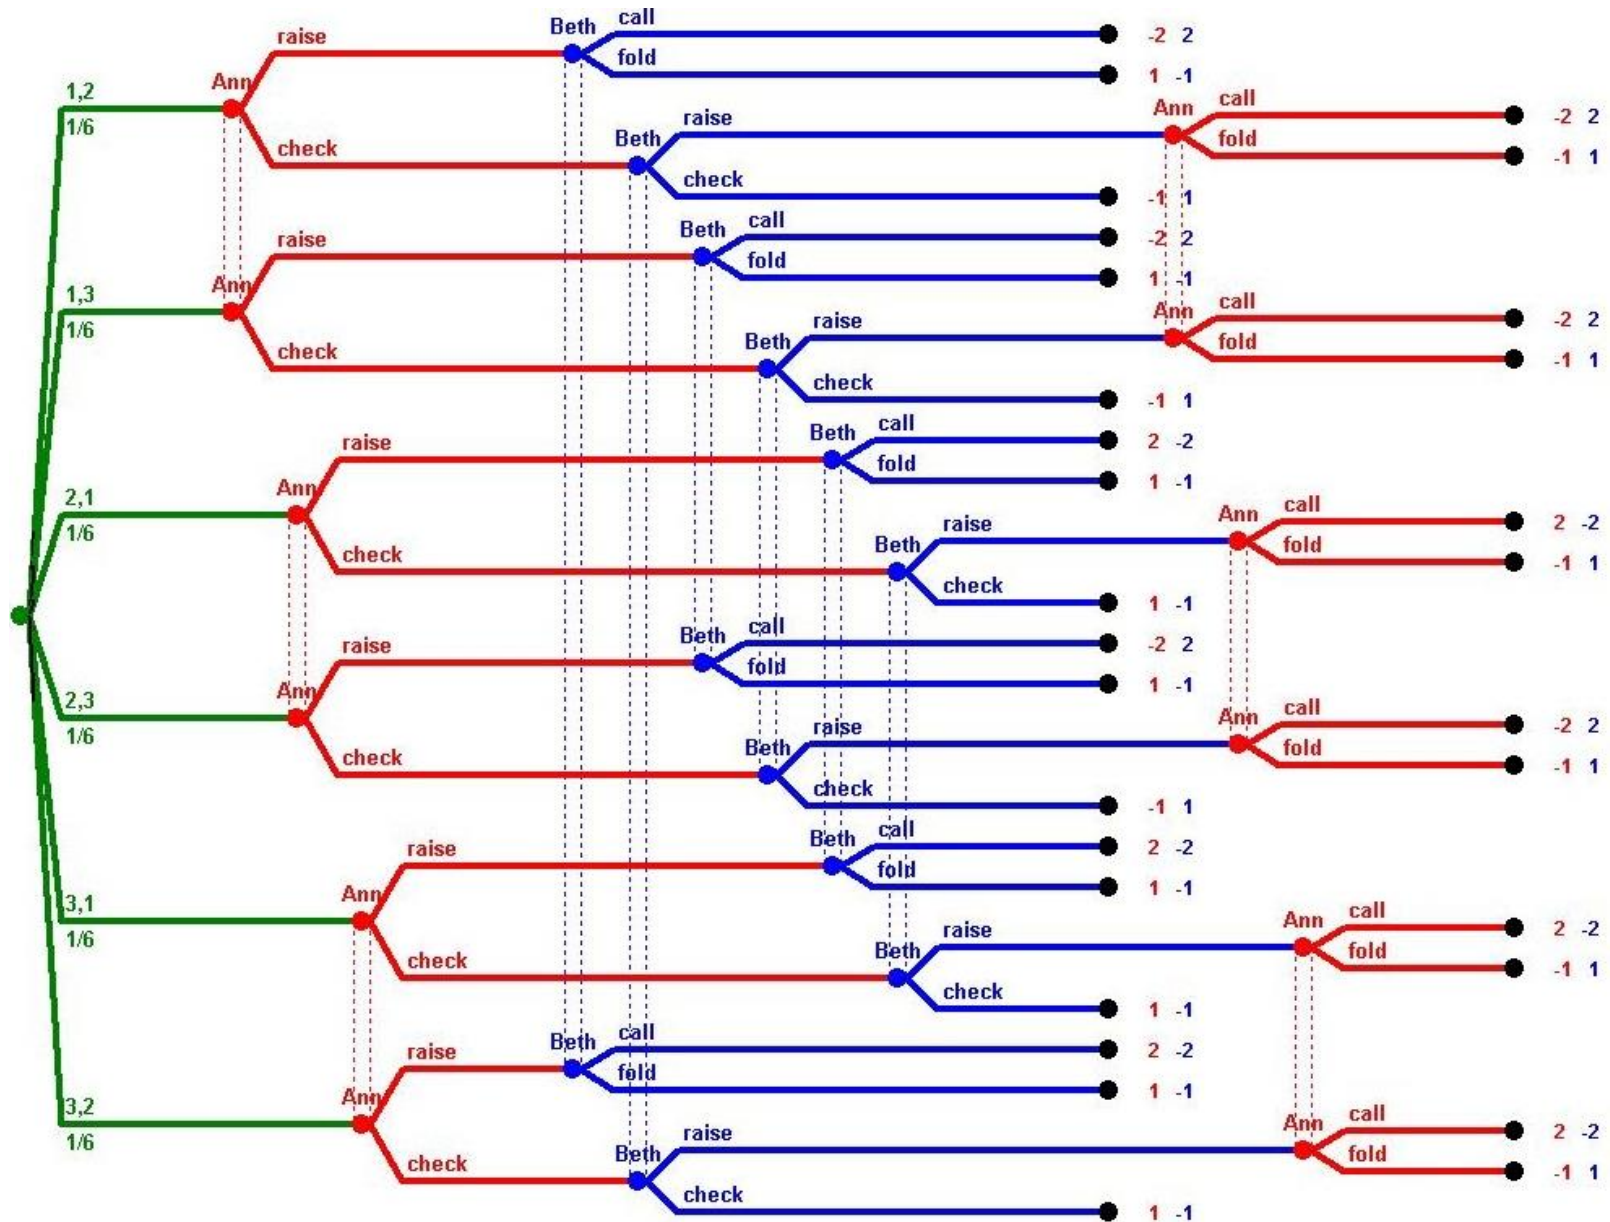 Beth call
raise -2 2
fold
Ann 1 -1
1,2 Ann call
1/6 raise -2 2
Beth fold
check -1 1
check
-1 1
Beth call
raise -2 2
fold
Ann 1 -1
1,3 Ann call
1/6 raise -2 2
Beth fold
check -1 1
check
-1 1
Beth call
raise 2 -2
fold
Ann 1 -1
2,1 Ann call
1/6 raise 2 -2
Beth fold
check -1 1
check
1 -1
Beth call
raise -2 2
fold
Ann 1 -1
2,3 Ann call
1/6 raise -2 2
Beth fold
check -1 1
check
-1 1
Beth call
raise 2 -2
fold
Ann 1 -1
3,1 Ann call
1/6 raise 2 -2
Beth fold
check -1 1
check
1 -1
Beth call
raise 2 -2
fold
Ann 1 -1
3,2 Ann call
1/6 raise 2 -2
Beth fold
check -1 1
check
1 -1